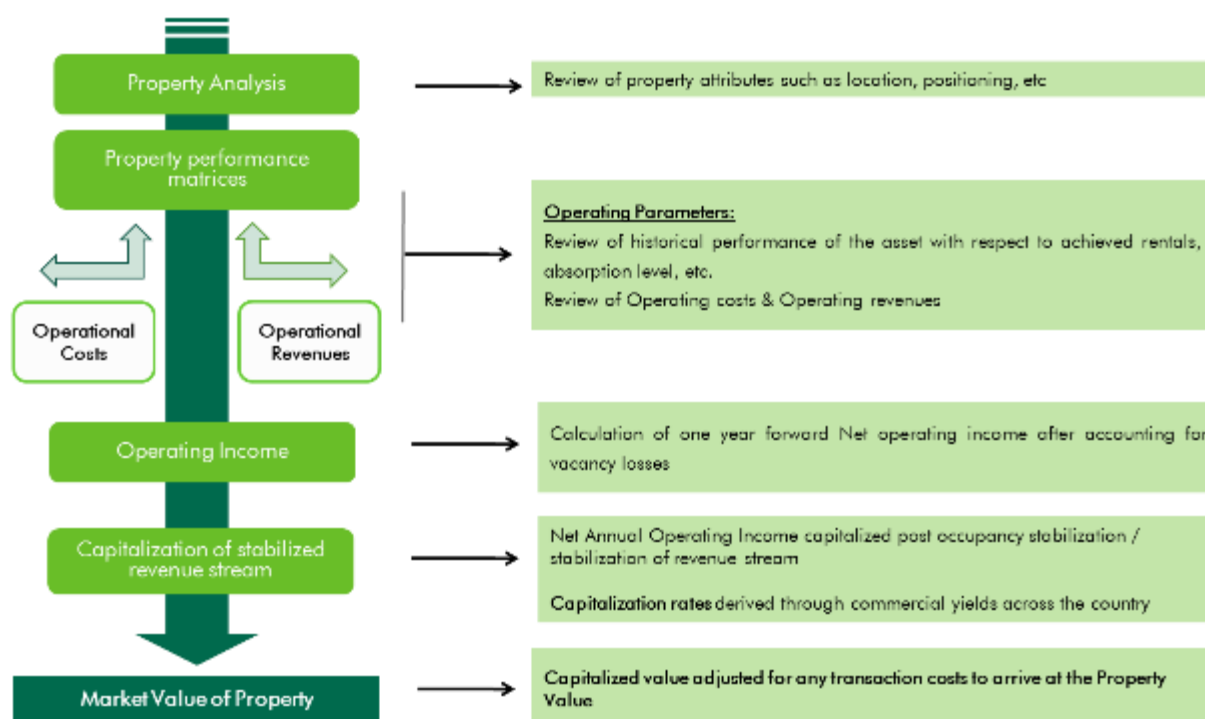 Property Analysis
Review of property attributes such as location, positioning, etc
Property performance
matrices
Operating Parameters:
Review of historical performance of the asset with respect to achieved rentals,
absorption level, etc.
Review of Operating costs & Operating revenues
Operational
Costs
Operational
Revenues
Operating Income
Calculation of one year forward Net operating income after accounting for
vacancy losses
Capitalization of stabilized
revenue stream
Net Annual Operating Income capitalized post occupancy stabilization /
stabilization of revenue stream
Capitalization rates derived through commercial yields across the country
Market Value of Property
Capitalized value adjusted for any transaction costs to arrive at the Property
Value